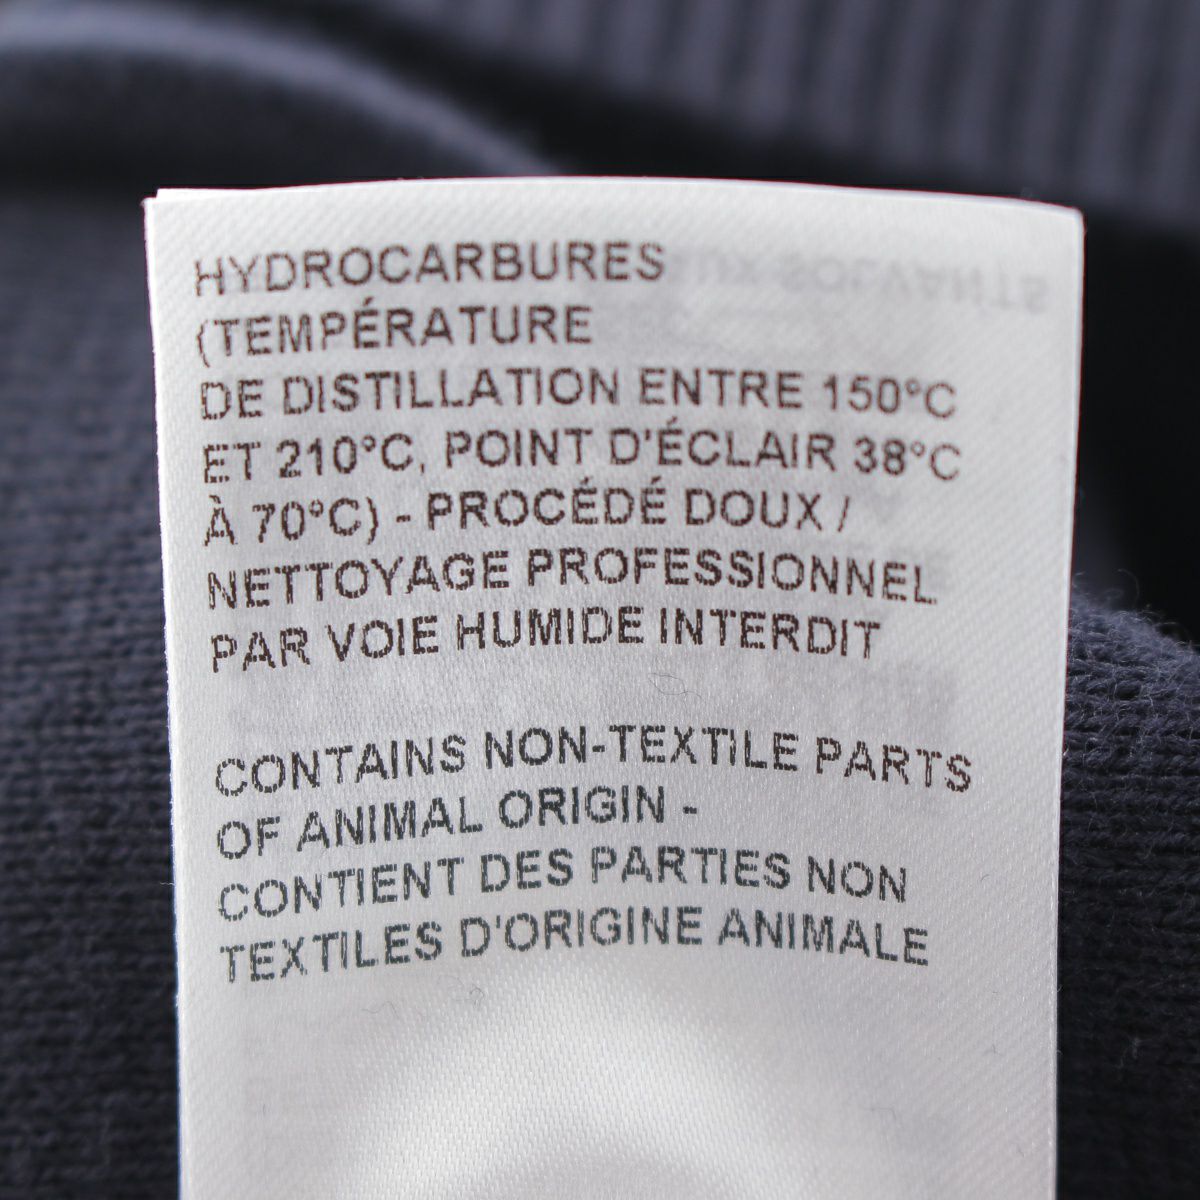 HYDROCARBURES
(TEMPÉRATURE
DE DISTILLATION ENTRE 150°C
ET 210°C, POINT D'ÉCLAIR 38°C
À 70°C) - PROCÉDÉ DOUX /
NETTOYAGE PROFESSIONNEL
PAR VOIE HUMIDE INTERDIT
CONTAINS NON-TEXTILE PARTS
OF ANIMAL ORIGIN -
CONTIENT DES PARTIES NON
TEXTILES D'ORIGINE ANIMALE